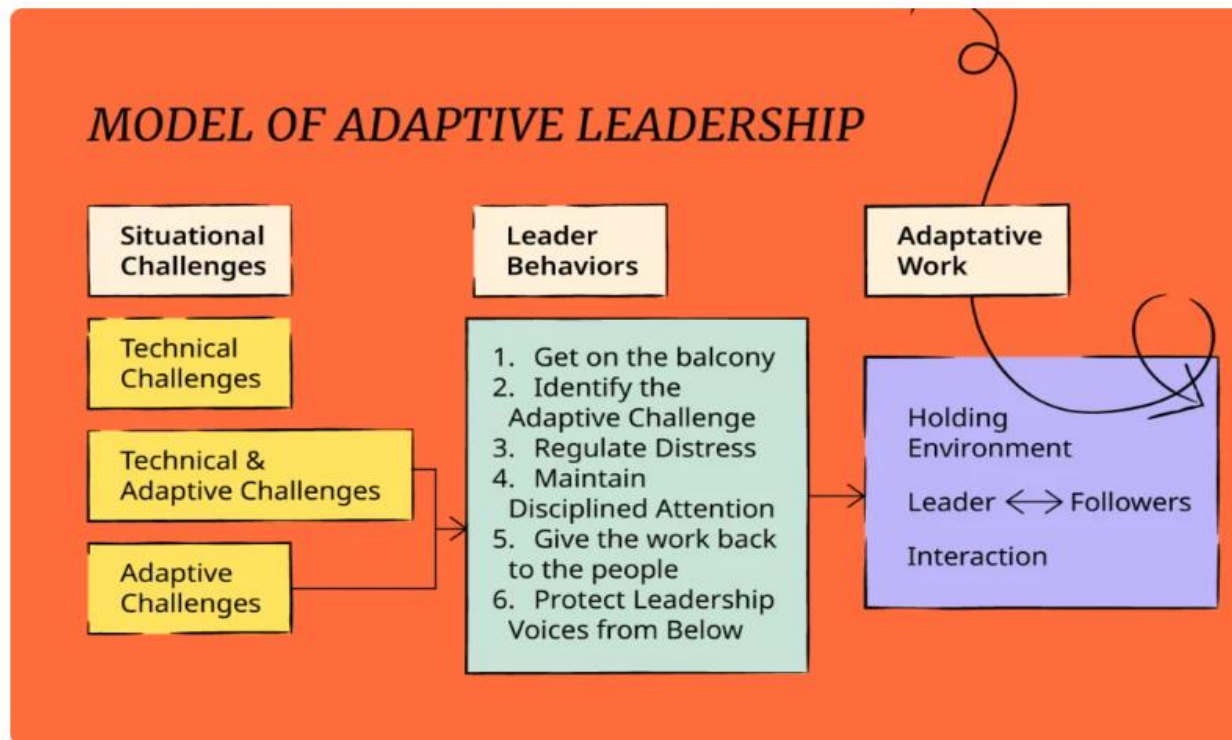 MODEL OF ADAPTIVE LEADERSHIP
Situational
Challenges
Technical
Challenges
Technical &
Adaptive Challenges
Adaptive
Challenges
Leader
Behaviors
1. Get on the balcony
2. Identify the
Adaptive Challenge
3. Regulate Distress
4. Maintain
Disciplined Attention
5. Give the work back
to the people
6. Protect Leadership
Voices from Below
Adaptative
Work
Holding
Environment
Leader ↔ Followers
Interaction